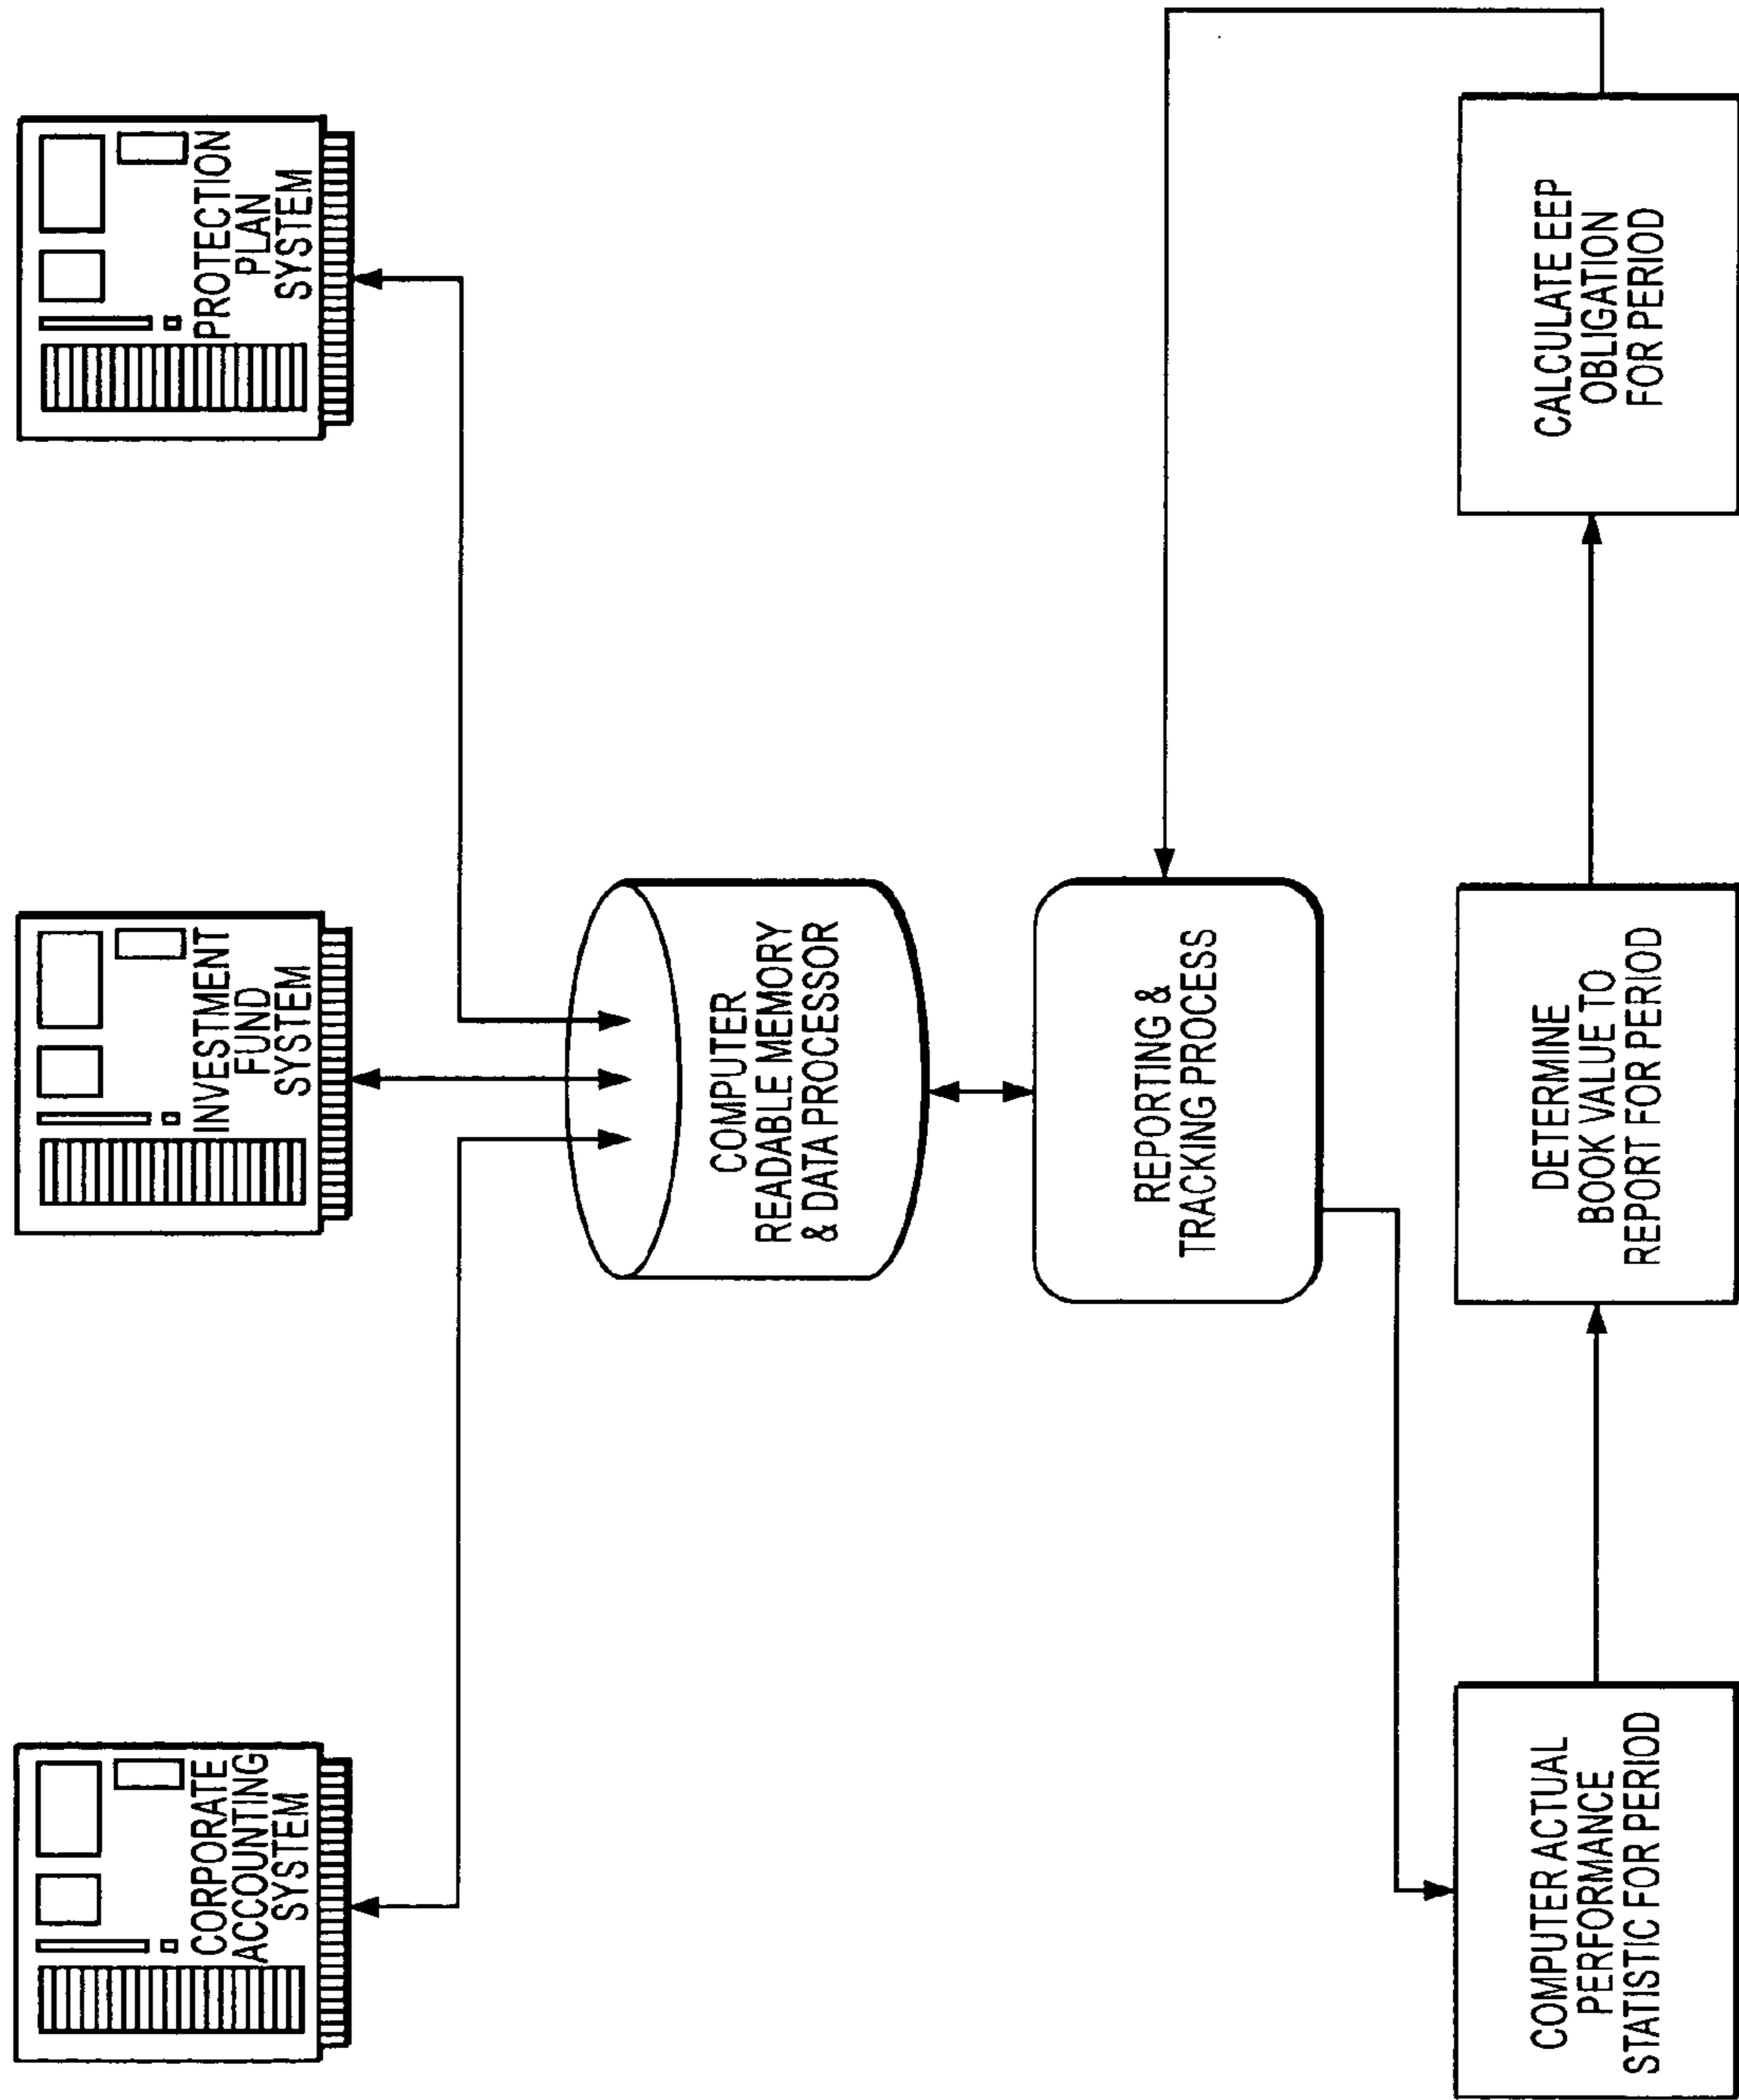 CORPORATE
ACCOUNTING
SYSTEM
INVESTMENT
FUND
SYSTEM
PROTECTION
PLAN
SYSTEM
COMPUTER
READABLE MEMORY
& DATA PROCESSOR
REPORTING &
TRACKING PROCESS
COMPUTER ACTUAL
PERFORMANCE
STATISTIC FOR PERIOD
DETERMINE
BOOK VALUE TO
REPORT FOR PERIOD
CALCULATE EEP
OBLIGATION
FOR PERIOD